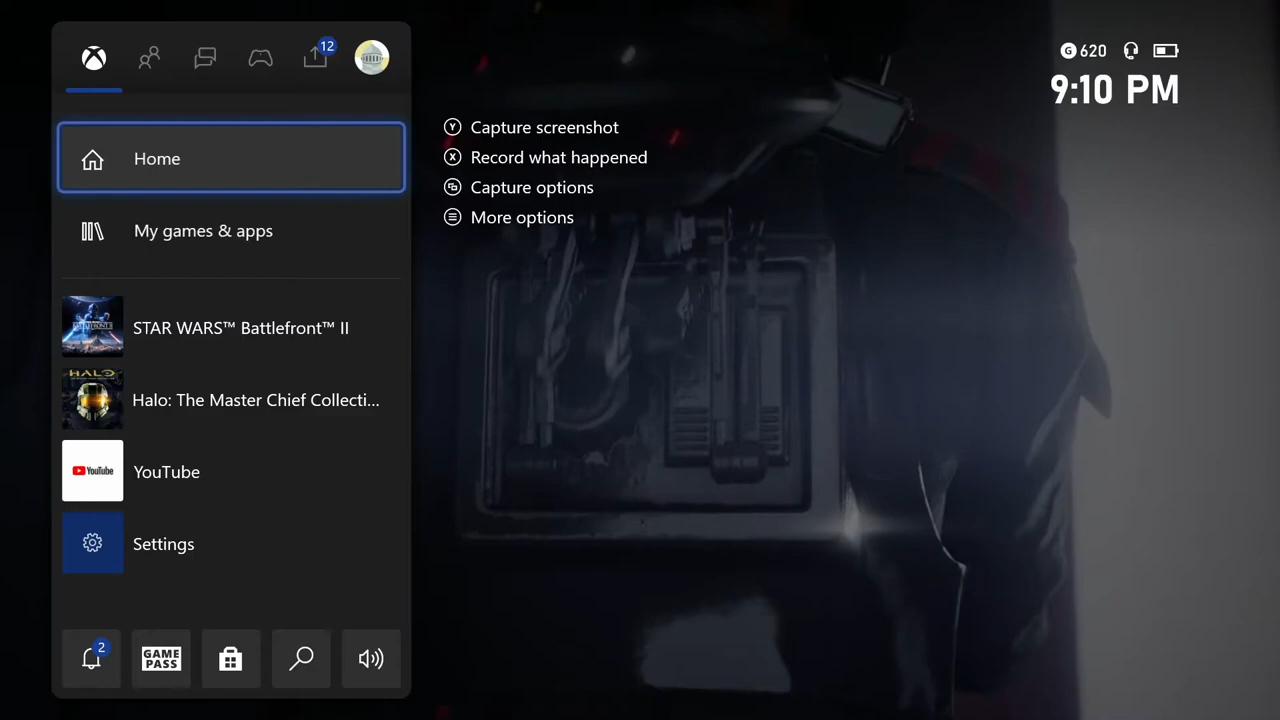 12
G 620
9:10 PM
Home
My games & apps
Y Capture screenshot
X Record what happened
Capture options
More options
STAR WARS™ Battlefront™ II
HALO
Halo: The Master Chief Collecti...
YouTube
YouTube
Settings
2
GAME
PASS